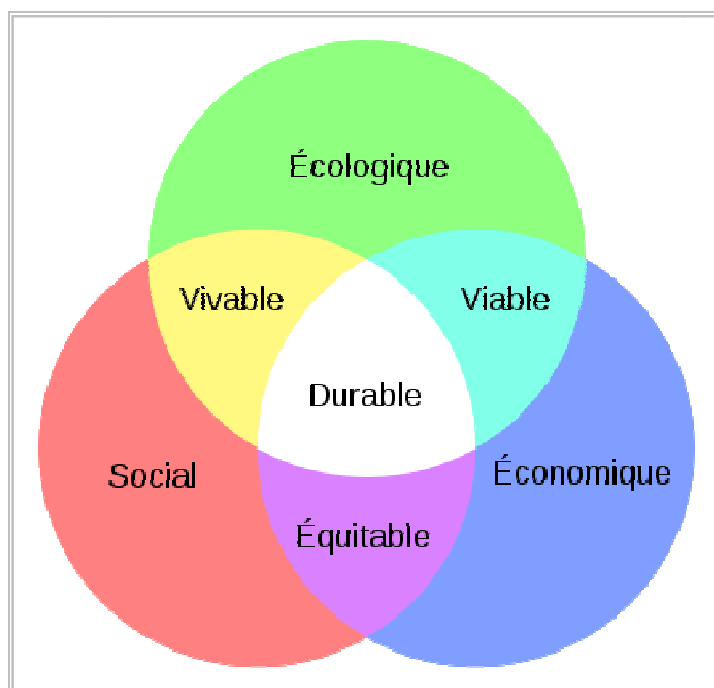 Écologique
Vivable
Viable
Durable
Social
Économique
Équitable